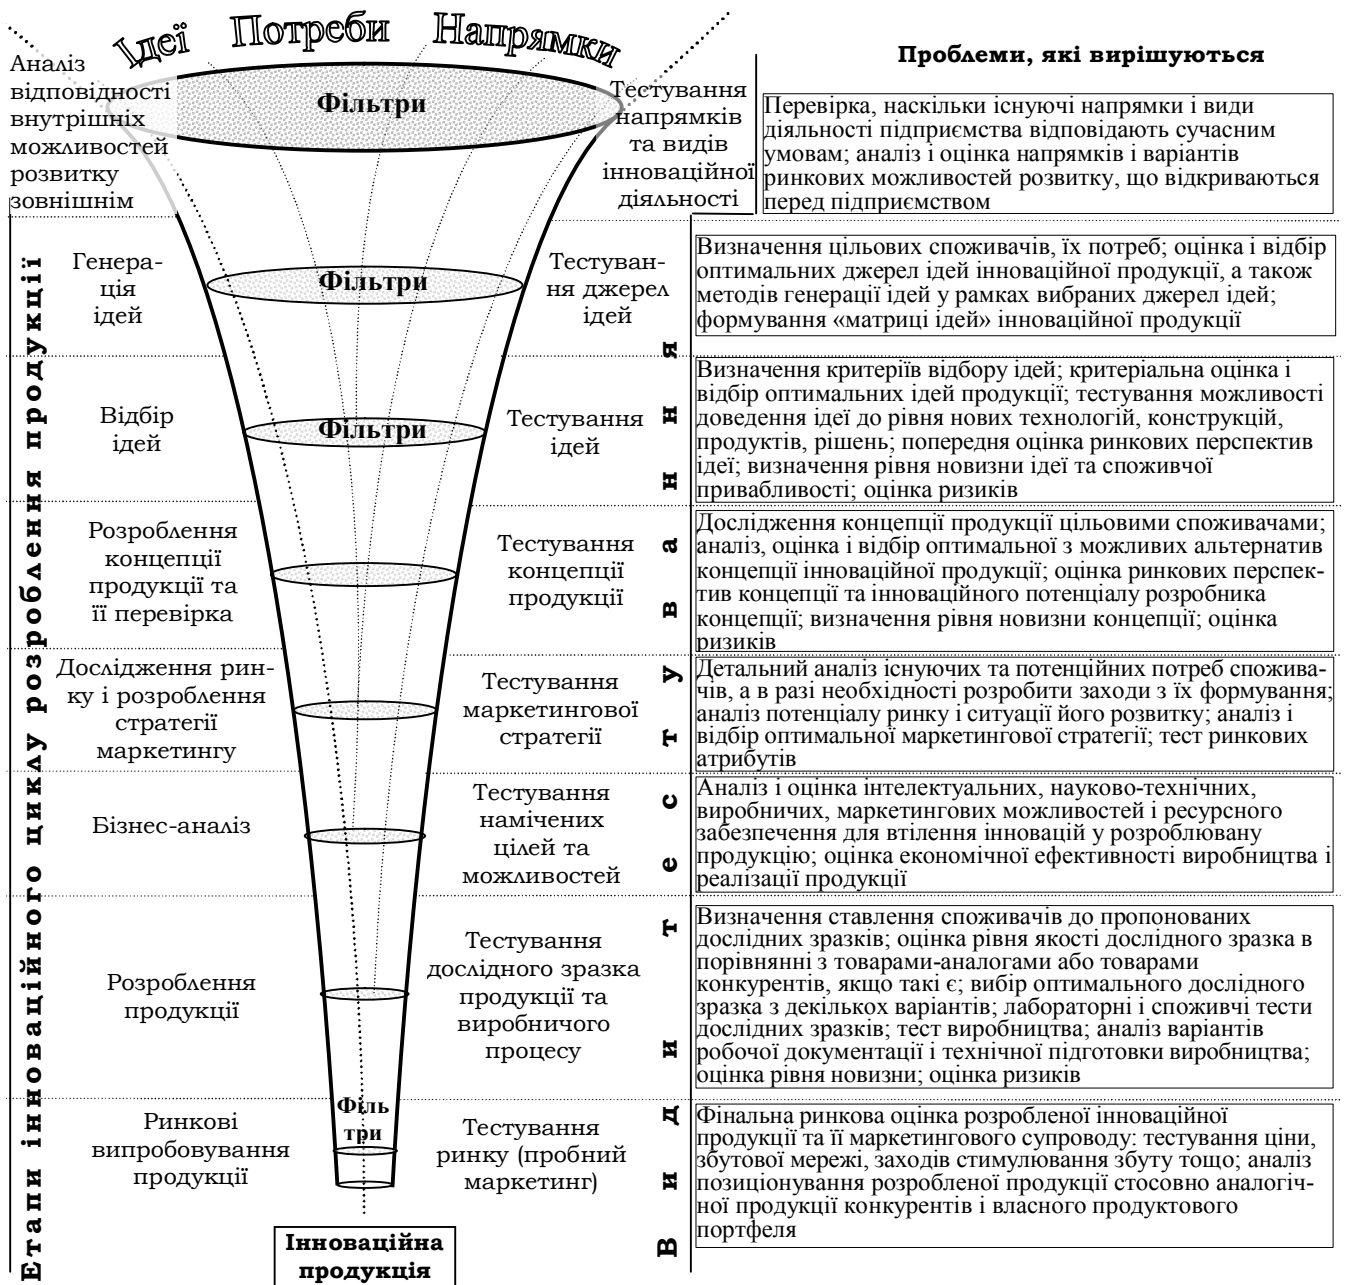 Ідеї Потреби Напрямки
Проблеми, які вирішуються
Аналіз
відповідності
внутрішніх
можливостей
розвитку
зовнішнім
Фільтри
Тестування
напрямків
та видів
інноваційної
діяльності
Перевірка, наскільки існуючі напрямки і види
діяльності підприємства відповідають сучасним
умовам; аналіз і оцінка напрямків і варіантів
ринкових можливостей розвитку, що відкриваються
перед підприємством
Етапи інноваційного циклу розроблення продукції
Вид тестування
Генера-
ція
ідей
Фільтри
Тестуван-
ня джерел
ідей
Визначення цільових споживачів, їх потреб; оцінка і відбір
оптимальних джерел ідей інноваційної продукції, а також
методів генерації ідей у рамках вибраних джерел ідей;
формування «матриці ідей» інноваційної продукції
Відбір
ідей
Фільтри
Тестування
ідей
Визначення критеріїв відбору ідей; критеріальна оцінка і
відбір оптимальних ідей продукції; тестування можливості
доведення ідеї до рівня нових технологій, конструкцій,
продуктів, рішень; попередня оцінка ринкових перспектив
ідеї; визначення рівня новизни ідеї та споживчої
привабливості; оцінка ризиків
Розроблення
концепції
продукції та
її перевірка
Тестування
концепції
продукції
Дослідження концепції продукції цільовими споживачами;
аналіз, оцінка і відбір оптимальної з можливих альтернатив
концепції інноваційної продукції; оцінка ринкових перспек-
тив концепції та інноваційного потенціалу розробника
концепції; визначення рівня новизни концепції; оцінка
ризиків
Дослідження рин-
ку і розроблення
стратегії
маркетингу
Тестування
маркетингової
стратегії
Детальний аналіз існуючих та потенційних потреб спожива-
чів, а в разі необхідності розробити заходи з їх формування;
аналіз потенціалу ринку і ситуації його розвитку; аналіз і
відбір оптимальної маркетингової стратегії; тест ринкових
атрибутів
Бізнес-аналіз
Тестування
намічених
цілей та
можливостей
Аналіз і оцінка інтелектуальних, науково-технічних,
виробничих, маркетингових можливостей і ресурсного
забезпечення для втілення інновацій у розроблювану
продукцію; оцінка економічної ефективності виробництва і
реалізації продукції
Розроблення
продукції
Тестування
дослідного зразка
продукції та
виробничого
процесу
Визначення ставлення споживачів до пропонованих
дослідних зразків; оцінка рівня якості дослідного зразка в
порівнянні з товарами-аналогами або товарами
конкурентів, якщо такі є; вибір оптимального дослідного
зразка з декількох варіантів; лабораторні і споживчі тести
дослідних зразків; тест виробництва; аналіз варіантів
робочої документації і технічної підготовки виробництва;
оцінка рівня новизни; оцінка ризиків
Ринкові
випробовування
продукції
Філь
три
Тестування
ринку (пробний
маркетинг)
Фінальна ринкова оцінка розробленої інноваційної
продукції та її маркетингового супроводу: тестування ціни,
збутової мережі, заходів стимулювання збуту тощо; аналіз
позиціонування розробленої продукції стосовно аналогіч-
ної продукції конкурентів і власного продуктового
портфеля
Інноваційна
продукція